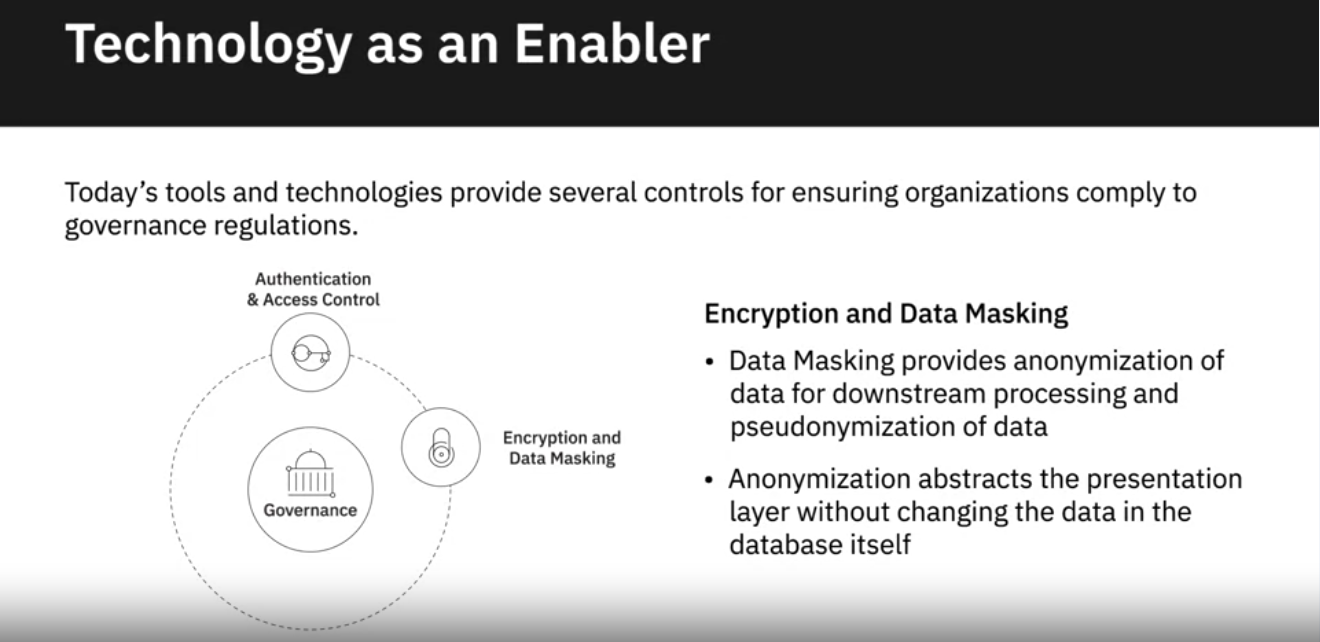 Technology as an Enabler
Today's tools and technologies provide several controls for ensuring organizations comply to
governance regulations.
Authentication
& Access Control
Encryption and
Data Masking
Governance
Encryption and Data Masking
• Data Masking provides anonymization of
data for downstream processing and
pseudonymization of data
• Anonymization abstracts the presentation
layer without changing the data in the
database itself